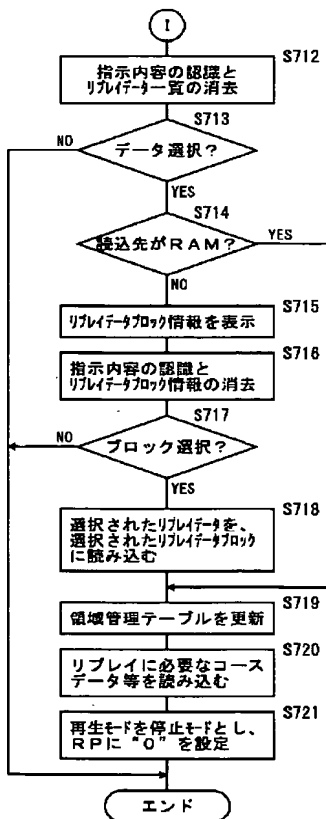 I
S712
指示内容の認識と
リプレイデータ一覧の消去
S713
NO
データ選択?
YES
S714
読込先がRAM?
YES
NO
S715
リプレイデータブロック情報を表示
S716
指示内容の認識と
リプレイデータブロック情報の消去
S717
NO
ブロック選択?
YES
S718
選択されたリプレイデータを、
選択されたリプレイデータブロック
に読み込む
S719
領域管理テーブルを更新
S720
リプレイに必要なコース
データ等を読み込む
S721
再生モードを停止モードとし、
RPに“0”を設定
エンド